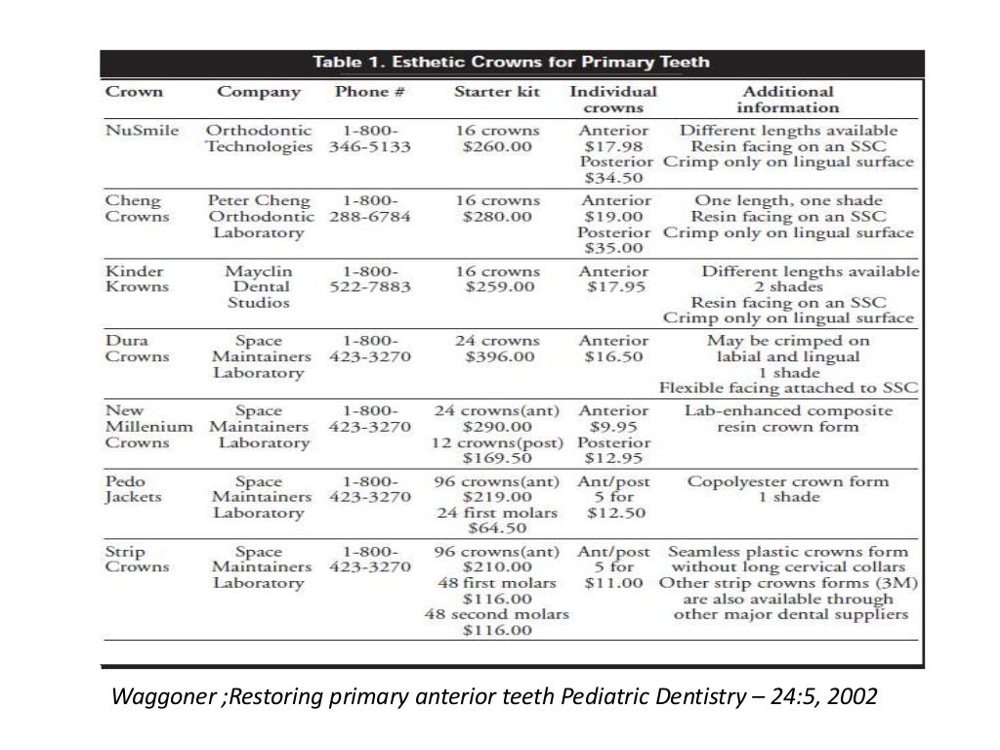 Table 1. Esthetic Crowns for Primary Teeth
Crown Company Phone # Starter kit Individual Additional
crowns information
NuSmile Orthodontic 1-800- 16 crowns Anterior Different lengths available
Technologies 346-5133 $260.00 $17.98 Resin facing on an SSC
Posterior Crimp only on lingual surface
$34.50
Cheng Peter Cheng 1-800- 16 crowns Anterior One length, one shade
Crowns Orthodontic 288-6784 $280.00 $19.00 Resin facing on an SSC
Laboratory Posterior Crimp only on lingual surface
$35.00
Kinder Mayclin 1-800- 16 crowns Anterior Different lengths available
Krowns Dental 522-7883 $259.00 $17.95 2 shades
Studios Resin facing on an SSC
Crimp only on lingual surface
Dura Space 1-800- 24 crowns Anterior May be crimped on
Crowns Maintainers 423-3270 $396.00 $16.50 labial and lingual
Laboratory 1 shade
Flexible facing attached to SSC
New Space 1-800- 24 crowns(ant) Anterior Lab-enhanced composite
Millenium Maintainers 423-3270 $290.00 $9.95 resin crown form
Crowns Laboratory 12 crowns(post) Posterior
$169.50 $12.95
Pedo Space 1-800- 96 crowns(ant) Ant/post Copolyester crown form
Jackets Maintainers 423-3270 $219.00 5 for 1 shade
Laboratory 24 first molars $12.50
$64.50
Strip Space 1-800- 96 crowns(ant) Ant/post Seamless plastic crowns form
Crowns Maintainers 423-3270 $210.00 5 for without long cervical collars
Laboratory 48 first molars $11.00 Other strip crowns forms (3M)
$116.00 are also available through
48 second molars other major dental suppliers
$116.00
Waggoner ;Restoring primary anterior teeth Pediatric Dentistry – 24:5, 2002